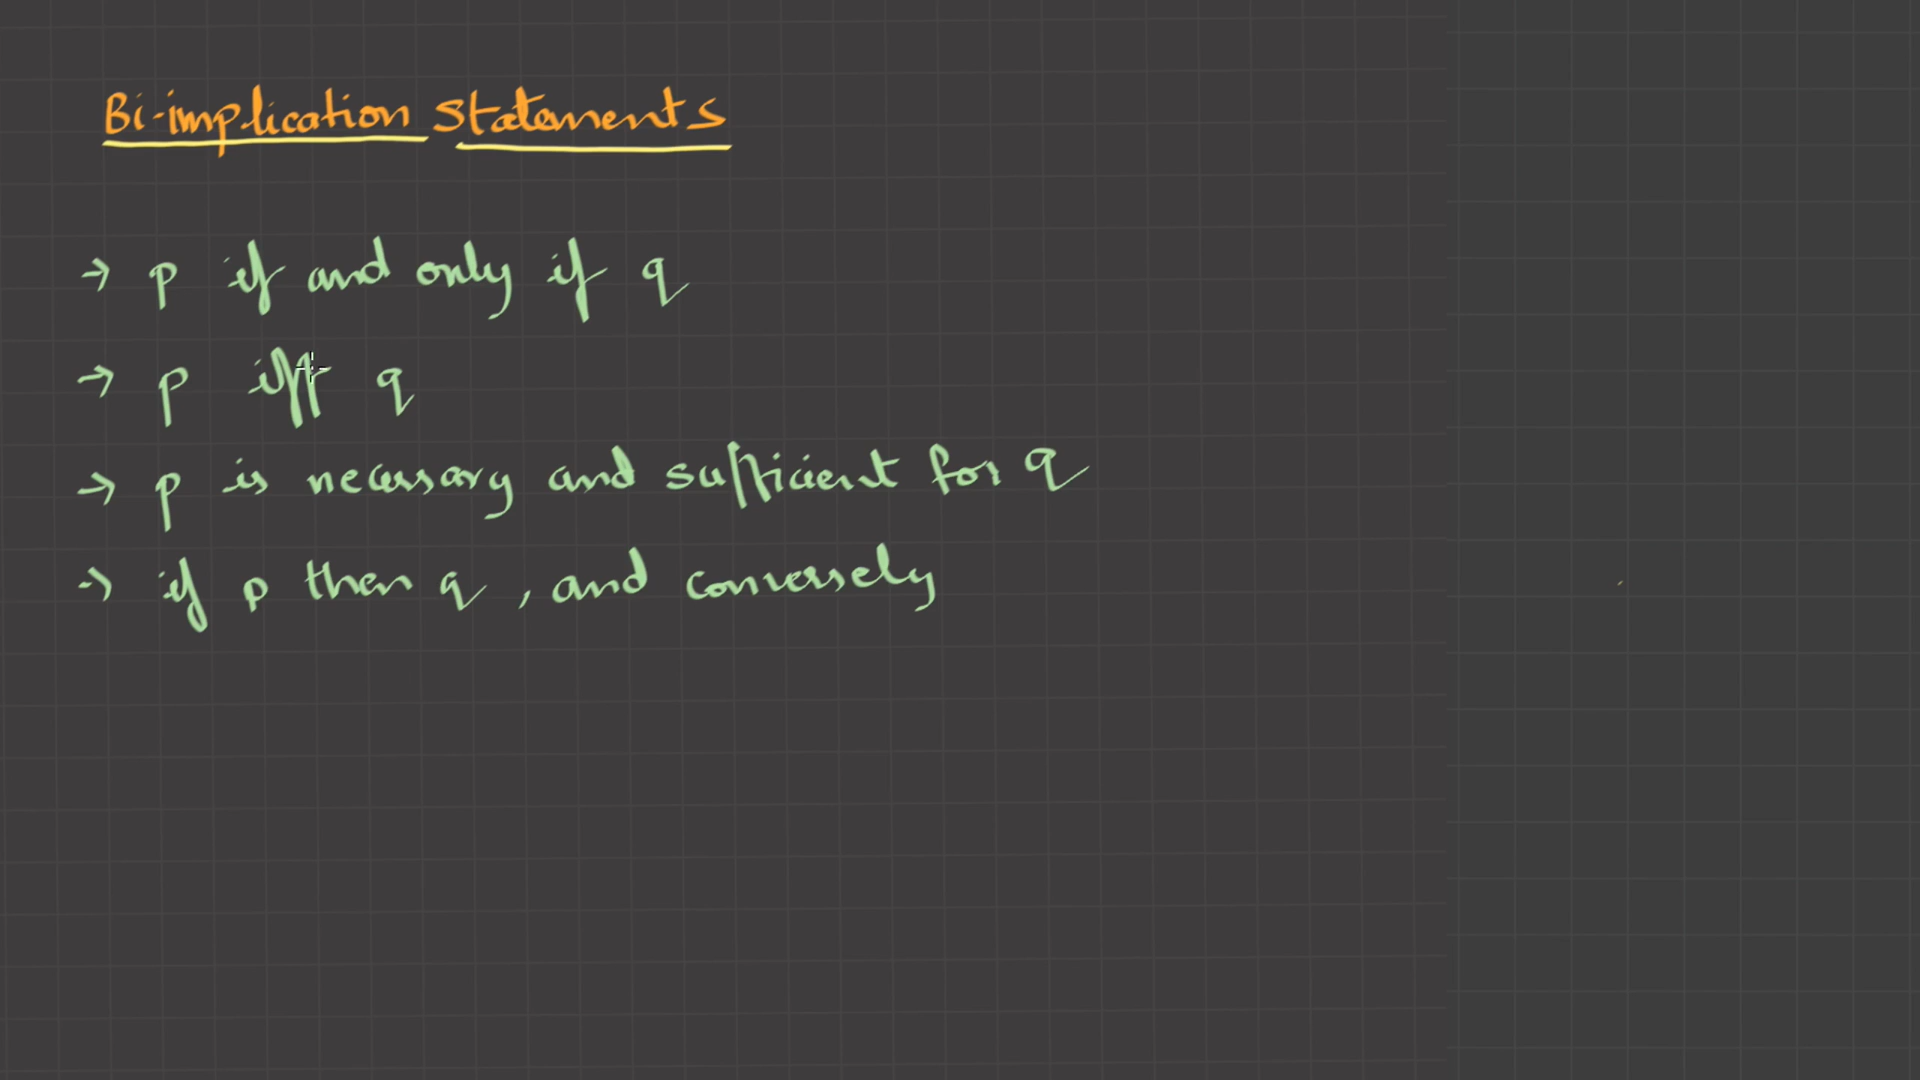 Bi-implication Statements
→ p if and only if q
→ p iff q
→ p is necessary and sufficient for q
→ if p then q, and conversely